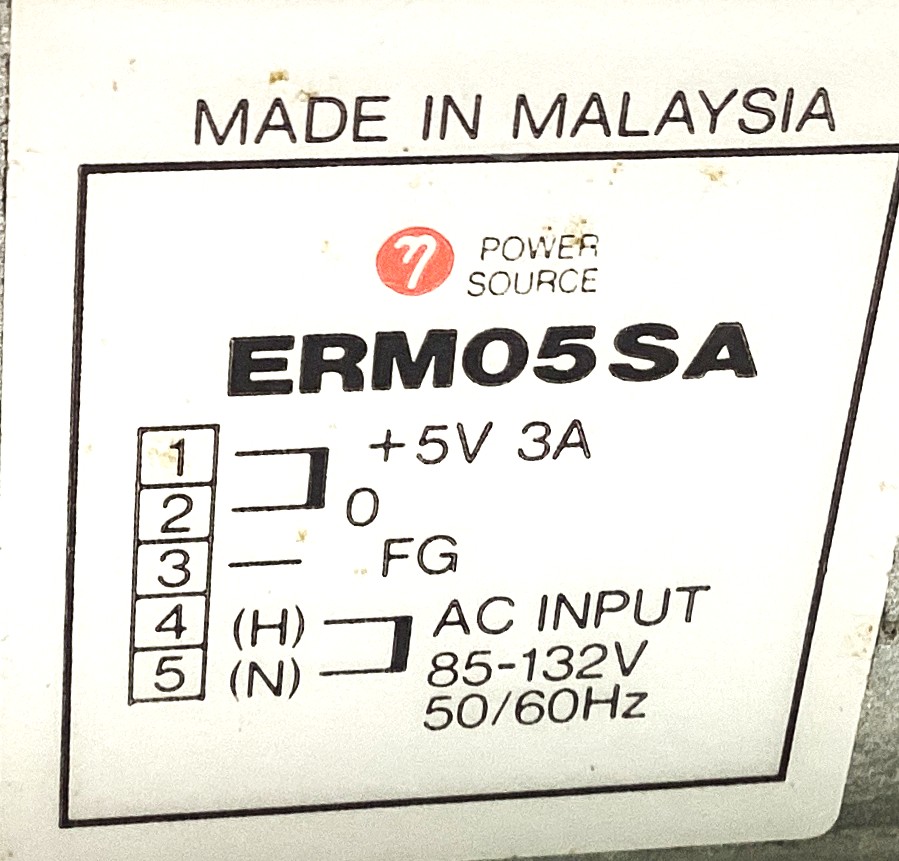 MADE IN MALAYSIA
η POWER
SOURCE
ERM05SA
1 +5V 3A
2 0
3 FG
4 (H) AC INPUT
5 (N) 85-132V
50/60Hz